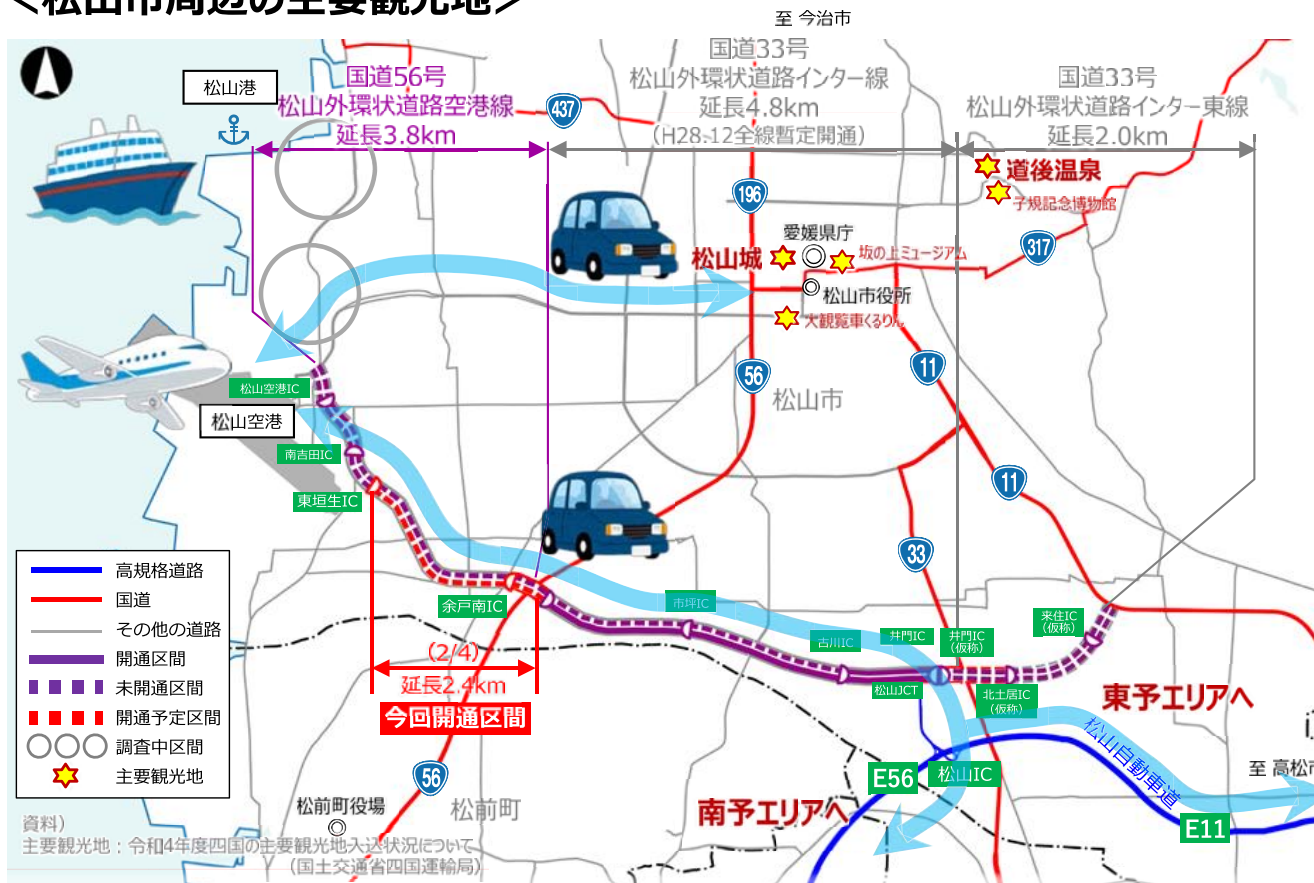 ＜松山市周辺の主要観光地＞
至 今治市
松山港
国道56号
松山外環状道路空港線
延長3.8km
437
国道33号
松山外環状道路インター線
延長4.8km
(H28.12全線暫定開通)
国道33号
松山外環状道路インター東線
延長2.0km
道後温泉
子規記念博物館
196
愛媛県庁
松山城
坂の上ミュージアム
317
松山市役所
大観覧車くるりん
松山空港IC
56
11
松山市
松山空港
南吉田IC
東垣生IC
11
33
高規格道路
国道
その他の道路
開通区間
未開通区間
開通予定区間
調査中区間
主要観光地
余戸南IC
市坪IC
古川IC
井門IC
井門IC
（仮称）
来住IC
（仮称）
(2/4)
延長2.4km
今回開通区間
松山JCT
北土居IC
（仮称）
東予エリアへ
松山自動車道
至 高松市
56
E56
松山IC
南予エリアへ
E11
松前町役場
松前町
資料）
主要観光地：令和4年度四国の主要観光地入込状況について
（国土交通省四国運輸局）